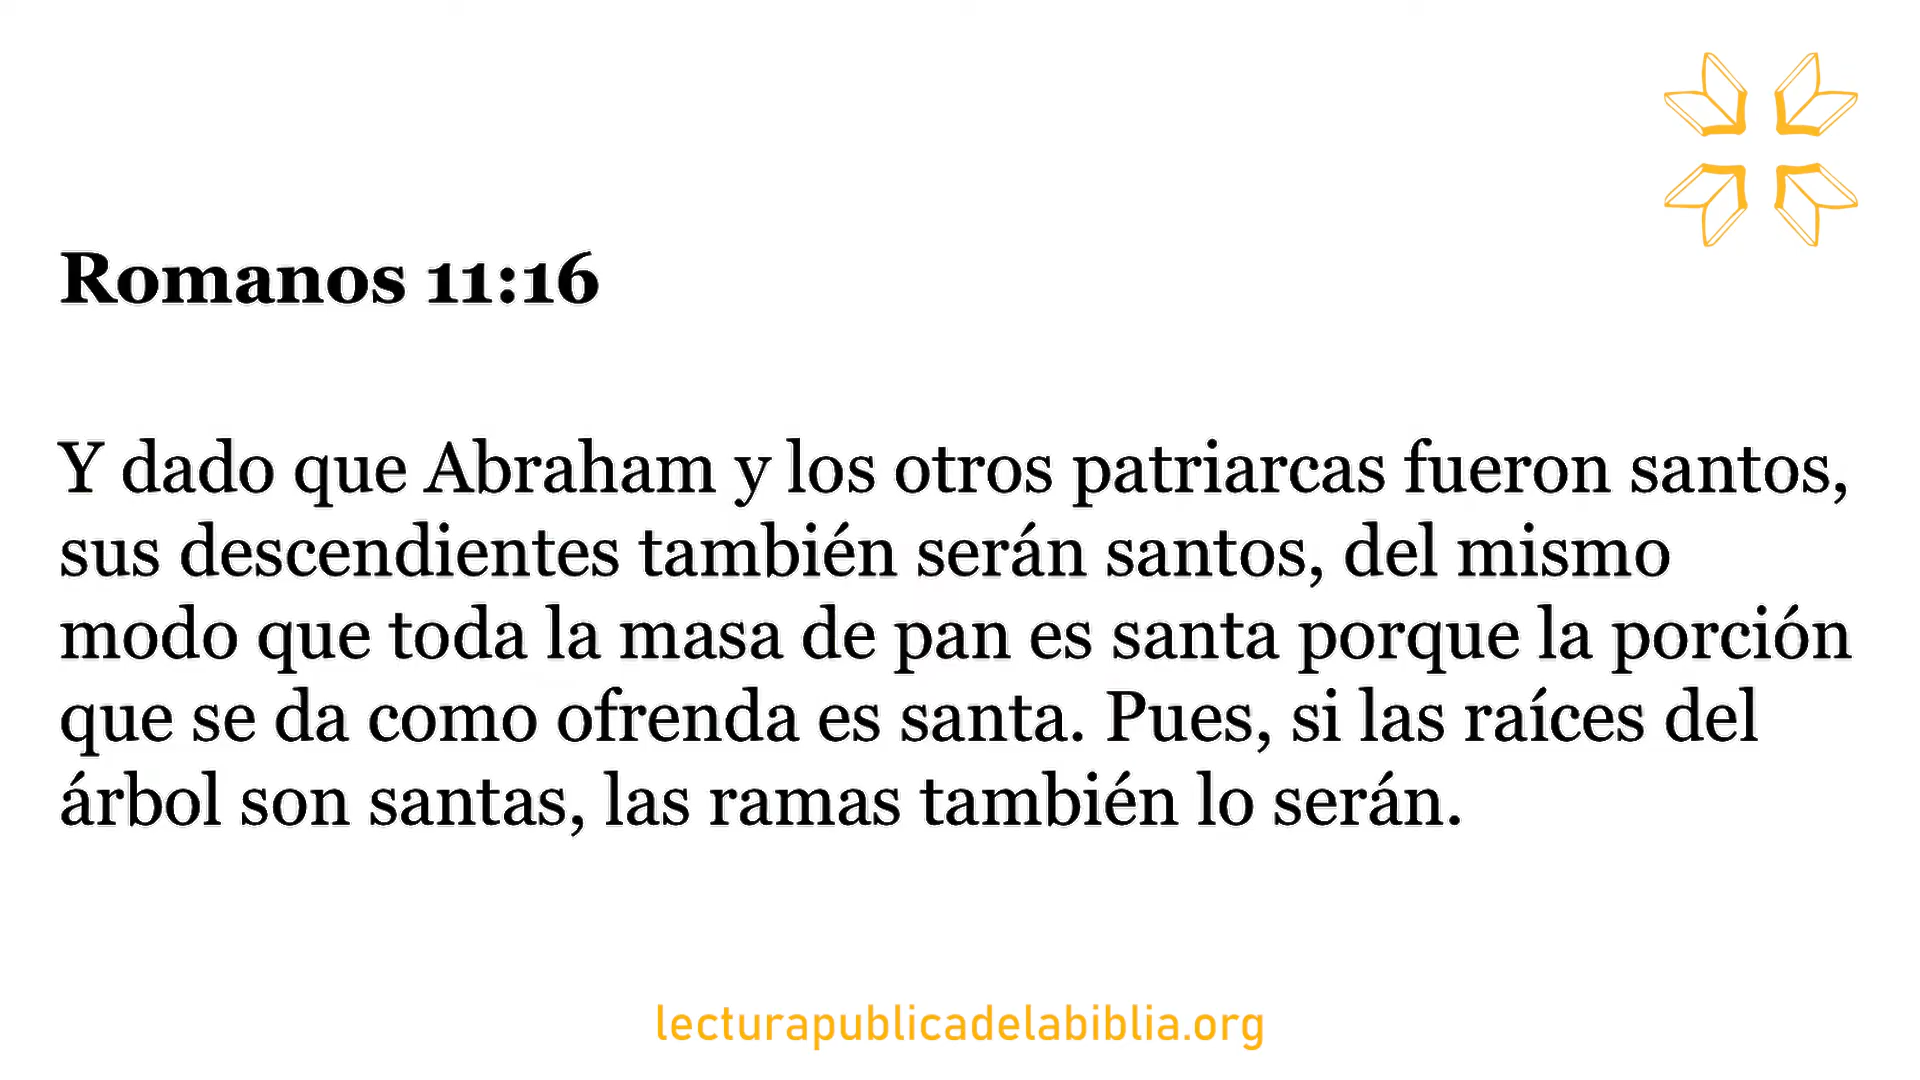 Romanos 11:16
Y dado que Abraham y los otros patriarcas fueron santos,
sus descendientes también serán santos, del mismo
modo que toda la masa de pan es santa porque la porción
que se da como ofrenda es santa. Pues, si las raíces del
árbol son santas, las ramas también lo serán.
lecturapublicadelabiblia.org